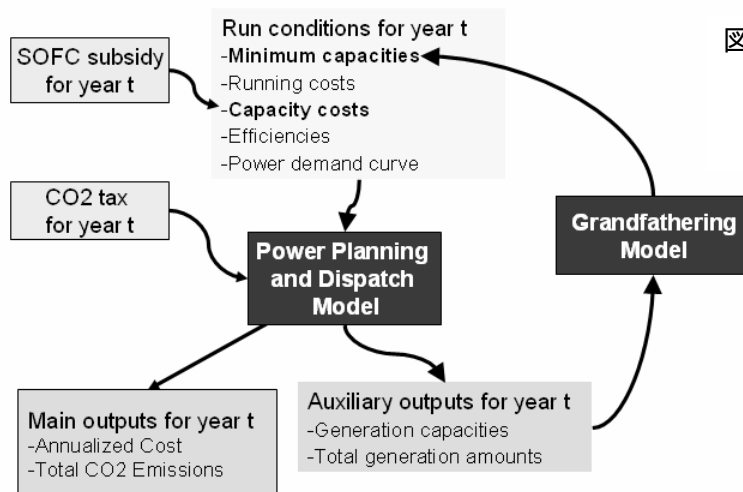 Run conditions for year t
-Minimum capacities
-Running costs
-Capacity costs
-Efficiencies
-Power demand curve
図
SOFC subsidy
for year t
CO2 tax
for year t
Power Planning
and Dispatch
Model
Grandfathering
Model
Main outputs for year t
-Annualized Cost
-Total CO2 Emissions
Auxiliary outputs for year t
-Generation capacities
-Total generation amounts